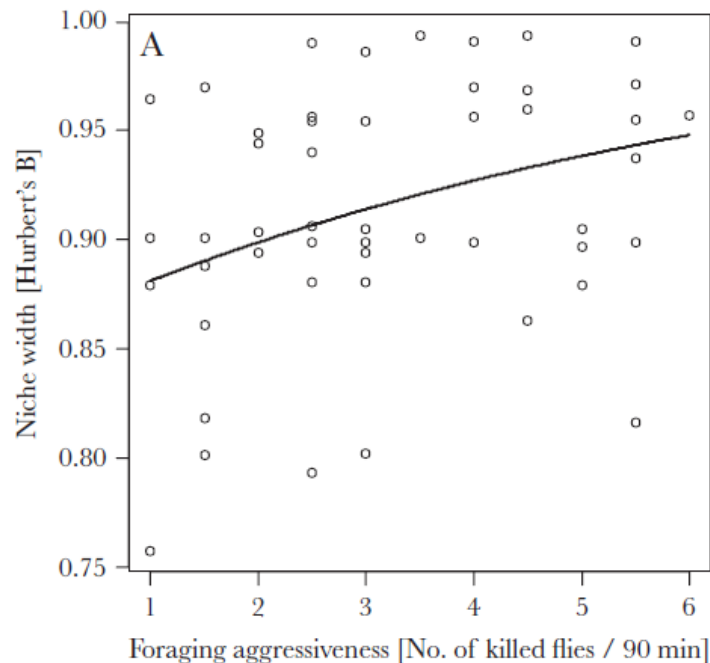 A
1.00
0.95
0.90
0.85
0.80
0.75
Niche width [Hurbert's B]
1 2 3 4 5 6
Foraging aggressiveness [No. of killed flies / 90 min]